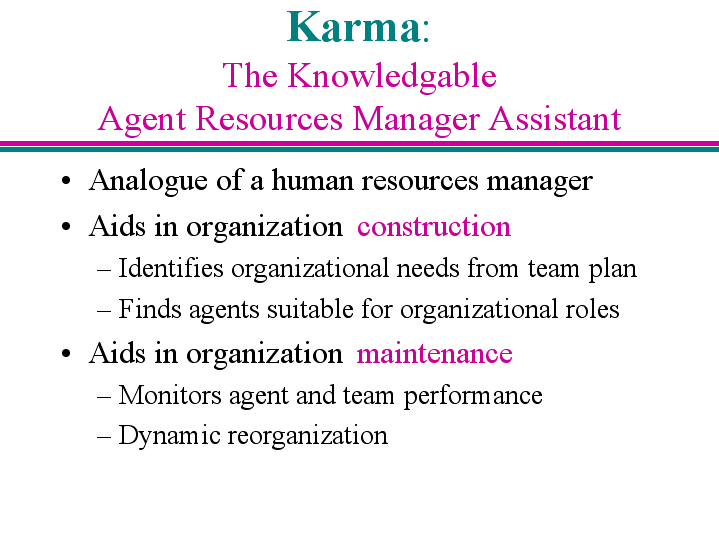 Karma:
The Knowledgable
Agent Resources Manager Assistant
• Analogue of a human resources manager
• Aids in organization construction
– Identifies organizational needs from team plan
– Finds agents suitable for organizational roles
• Aids in organization maintenance
– Monitors agent and team performance
– Dynamic reorganization